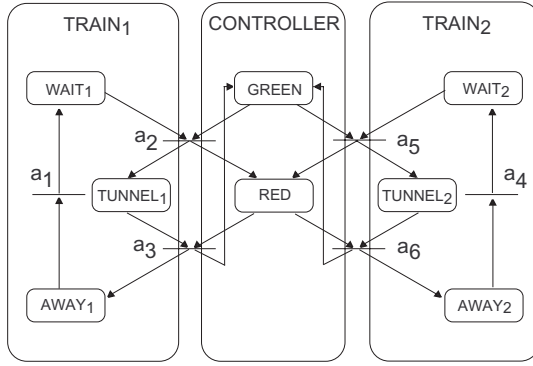 TRAIN1 CONTROLLER TRAIN2
WAIT1 GREEN WAIT2
a2 a5
a1 a4
TUNNEL1 RED TUNNEL2
a3 a6
AWAY1 AWAY2